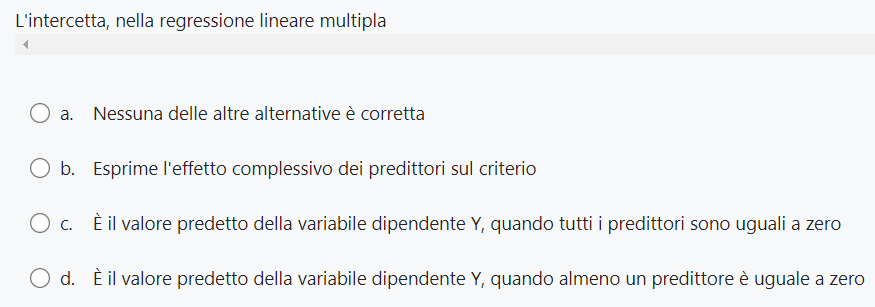 L'intercetta, nella regressione lineare multipla
a. Nessuna delle altre alternative è corretta
b. Esprime l'effetto complessivo dei predittori sul criterio
c. È il valore predetto della variabile dipendente Y, quando tutti i predittori sono uguali a zero
d. È il valore predetto della variabile dipendente Y, quando almeno un predittore è uguale a zero